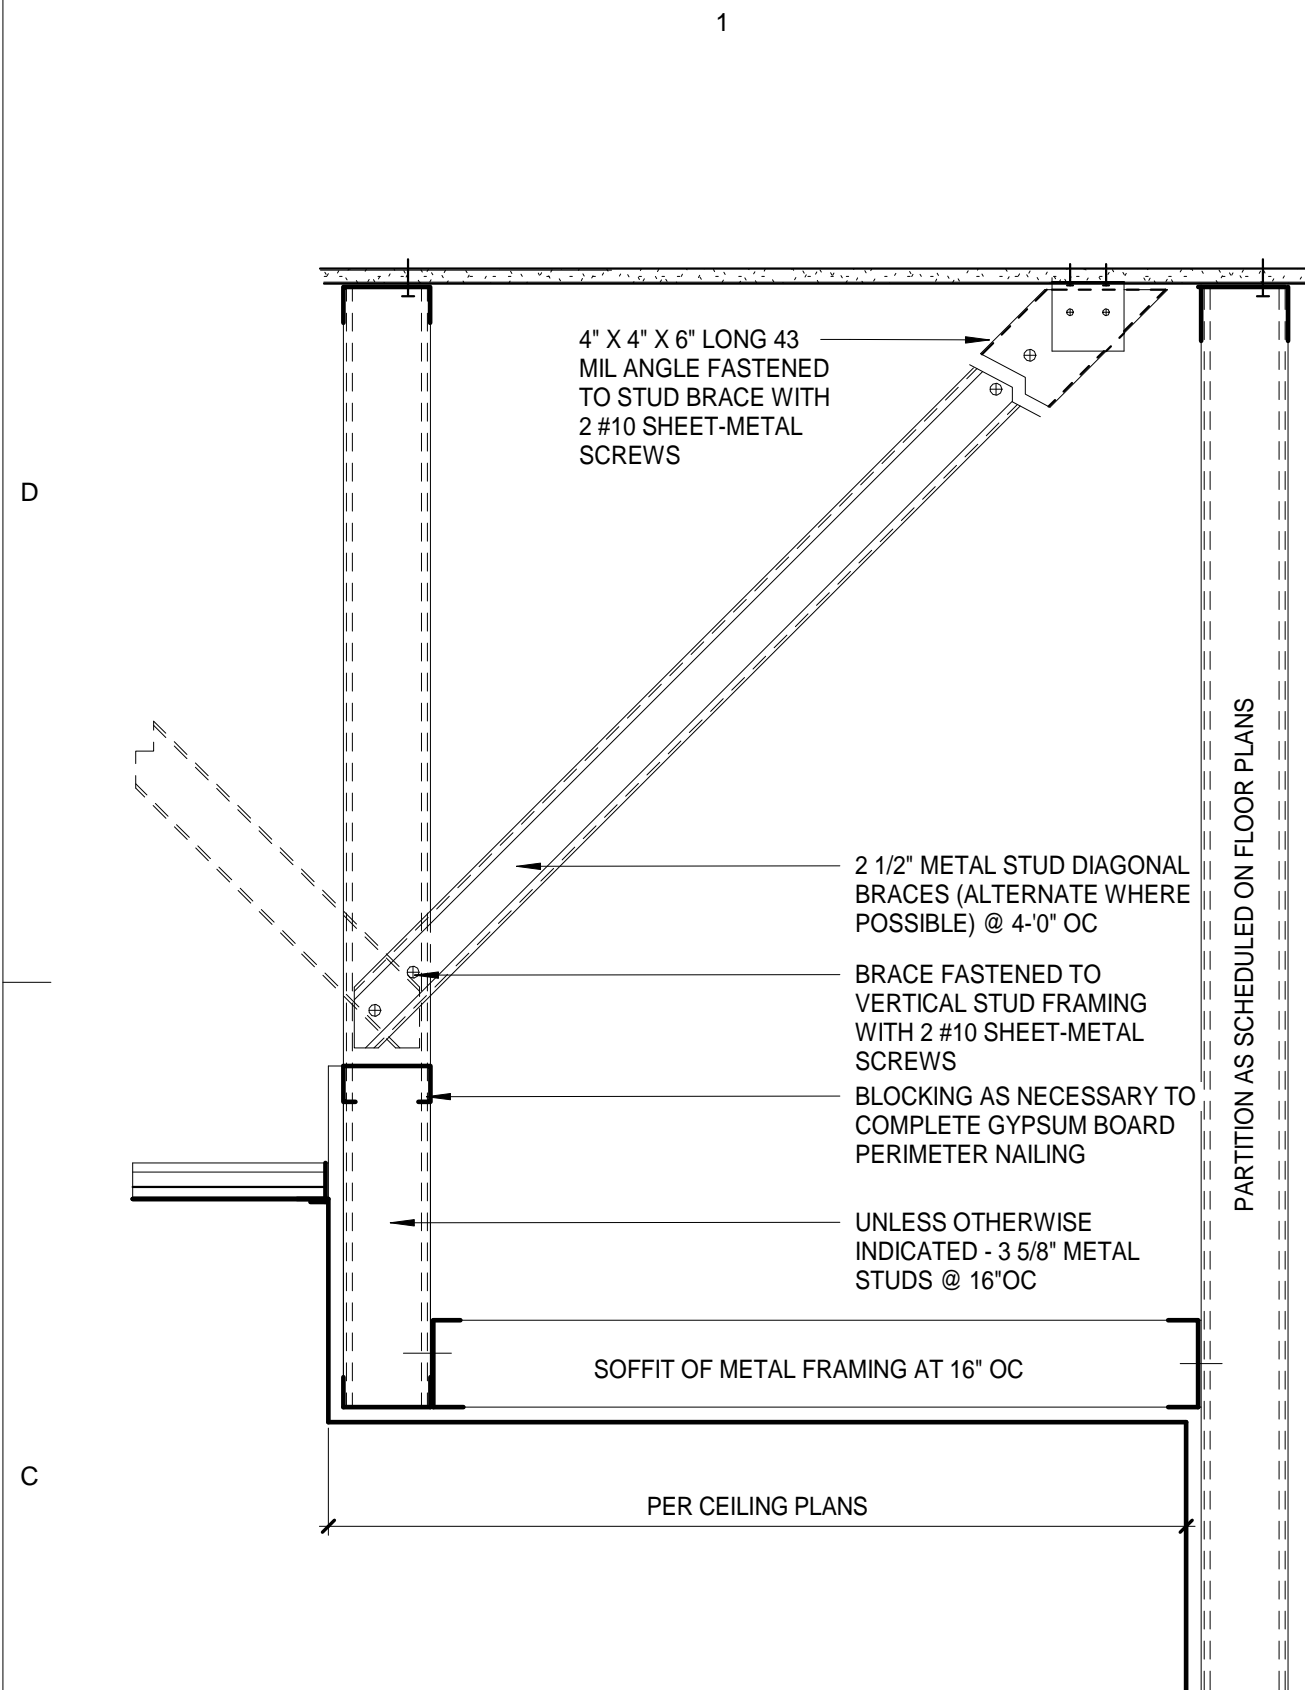 1
4" X 4" X 6" LONG 43
MIL ANGLE FASTENED
TO STUD BRACE WITH
2 #10 SHEET-METAL
SCREWS
D
2 1/2" METAL STUD DIAGONAL
BRACES (ALTERNATE WHERE
POSSIBLE) @ 4-'0" OC
BRACE FASTENED TO
VERTICAL STUD FRAMING
WITH 2 #10 SHEET-METAL
SCREWS
BLOCKING AS NECESSARY TO
COMPLETE GYPSUM BOARD
PERIMETER NAILING
PARTITION AS SCHEDULED ON FLOOR PLANS
UNLESS OTHERWISE
INDICATED - 3 5/8" METAL
STUDS @ 16"OC
SOFFIT OF METAL FRAMING AT 16" OC
C
PER CEILING PLANS